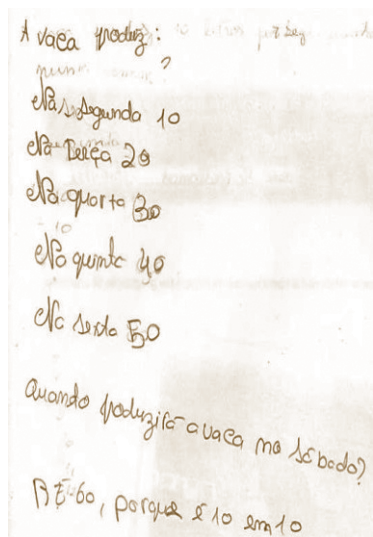 A vaca produz:
?
Na segunda 10
Na Terça 20
Na quarta 30
Na quinta 40
Na sexta 50
Quando produzirá a vaca no sábado?
R É 60, porque é 10 em 10